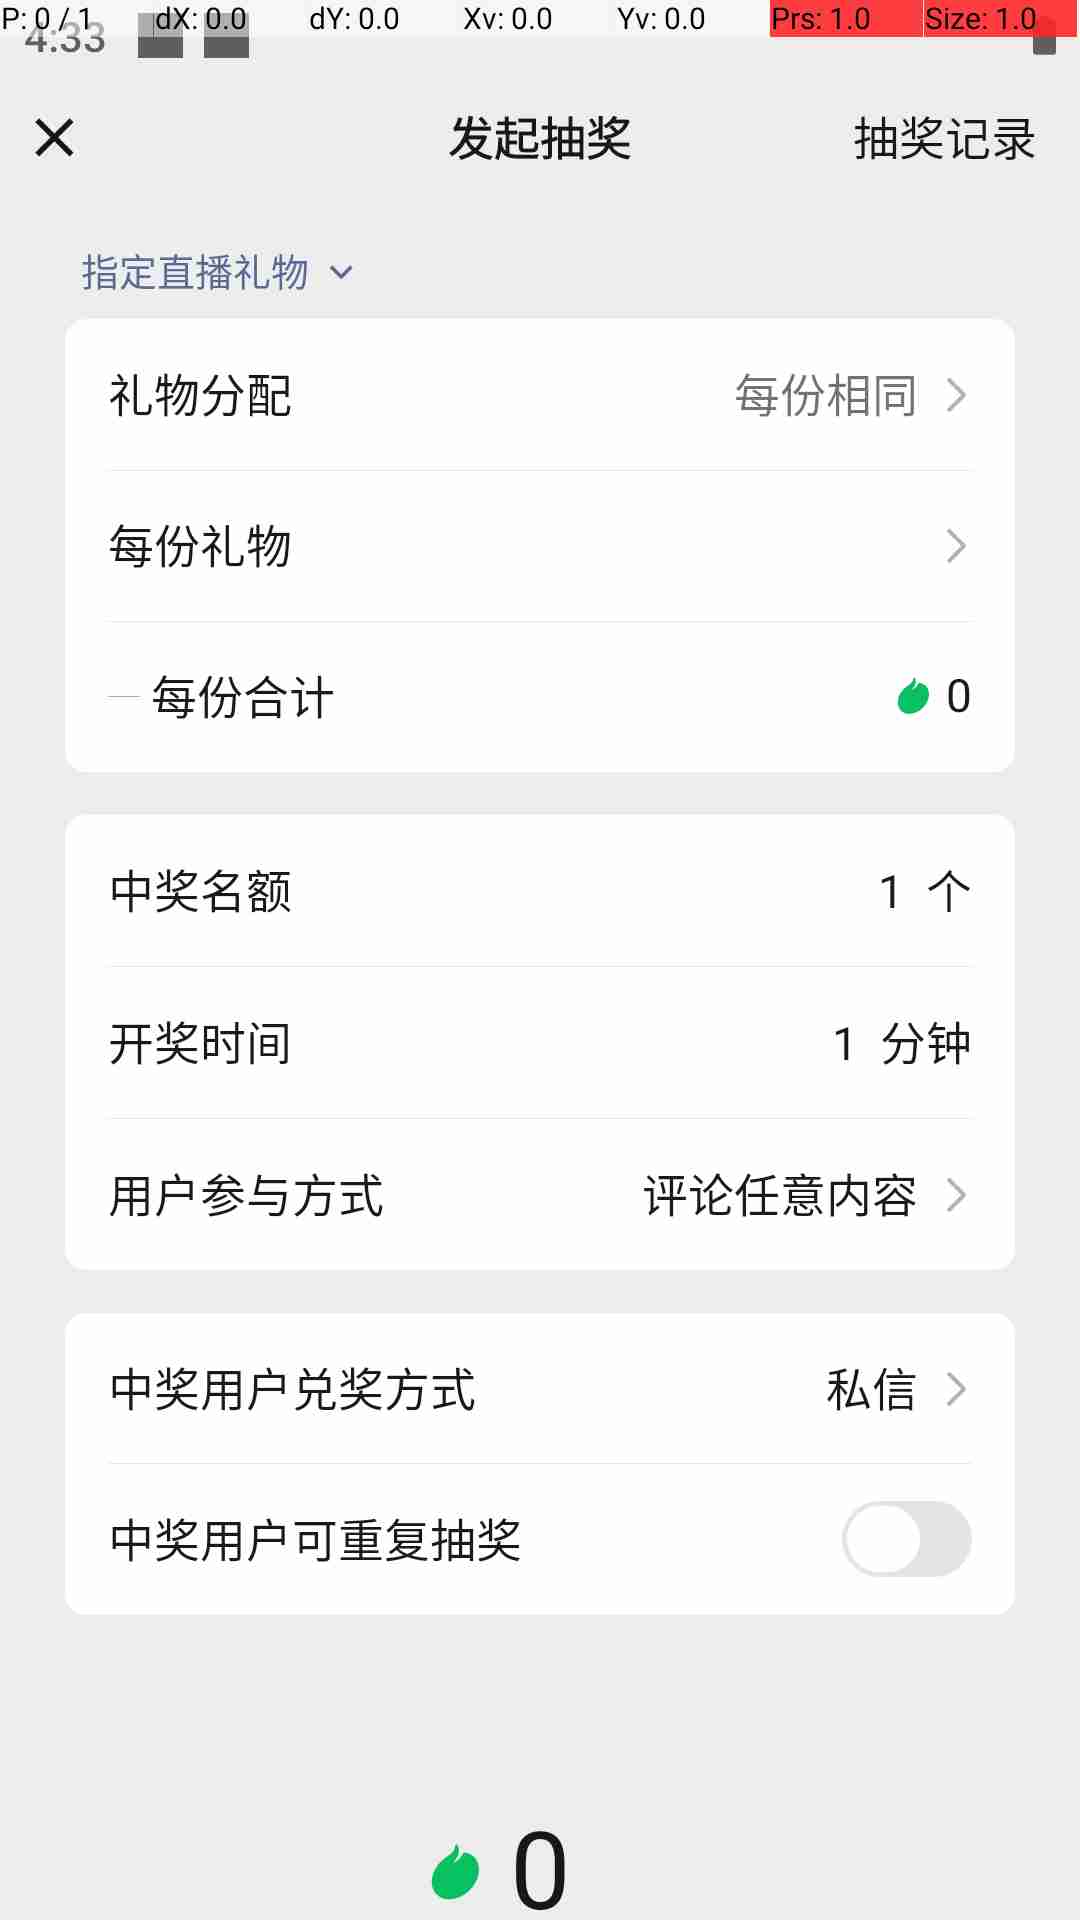 P: 0 / 1 dX: 0.0 dY: 0.0 Xv: 0.0 Yv: 0.0 Prs: 1.0 Size: 1.0
4:33
发起抽奖 抽奖记录
指定直播礼物
礼物分配 每份相同
每份礼物
每份合计 0
中奖名额 1 个
开奖时间 1 分钟
用户参与方式 评论任意内容
中奖用户兑奖方式 私信
中奖用户可重复抽奖
0